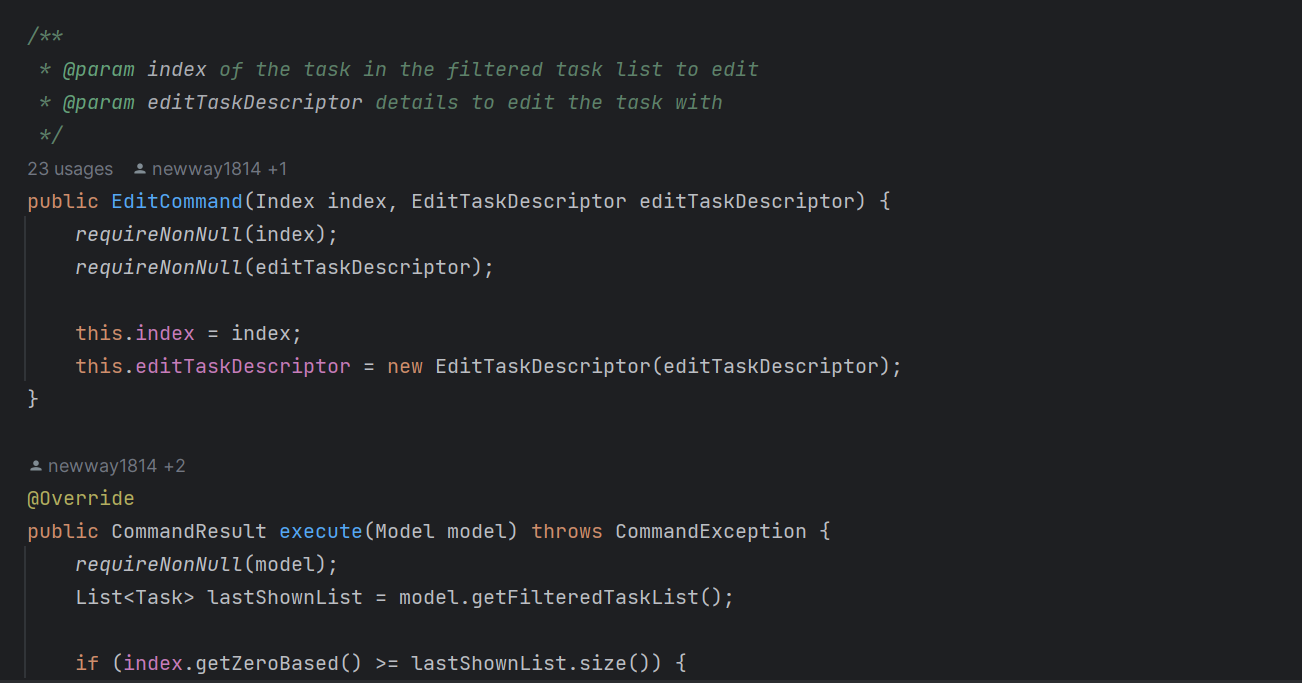 /**
 * @param index of the task in the filtered task list to edit
 * @param editTaskDescriptor details to edit the task with
 */
23 usages newway1814 +1
public EditCommand(Index index, EditTaskDescriptor editTaskDescriptor) {
    requireNonNull(index);
    requireNonNull(editTaskDescriptor);
    this.index = index;
    this.editTaskDescriptor = new EditTaskDescriptor(editTaskDescriptor);
}
newway1814 +2
@Override
public CommandResult execute(Model model) throws CommandException {
    requireNonNull(model);
    List<Task> lastShownList = model.getFilteredTaskList();
    if (index.getZeroBased() >= lastShownList.size()) {